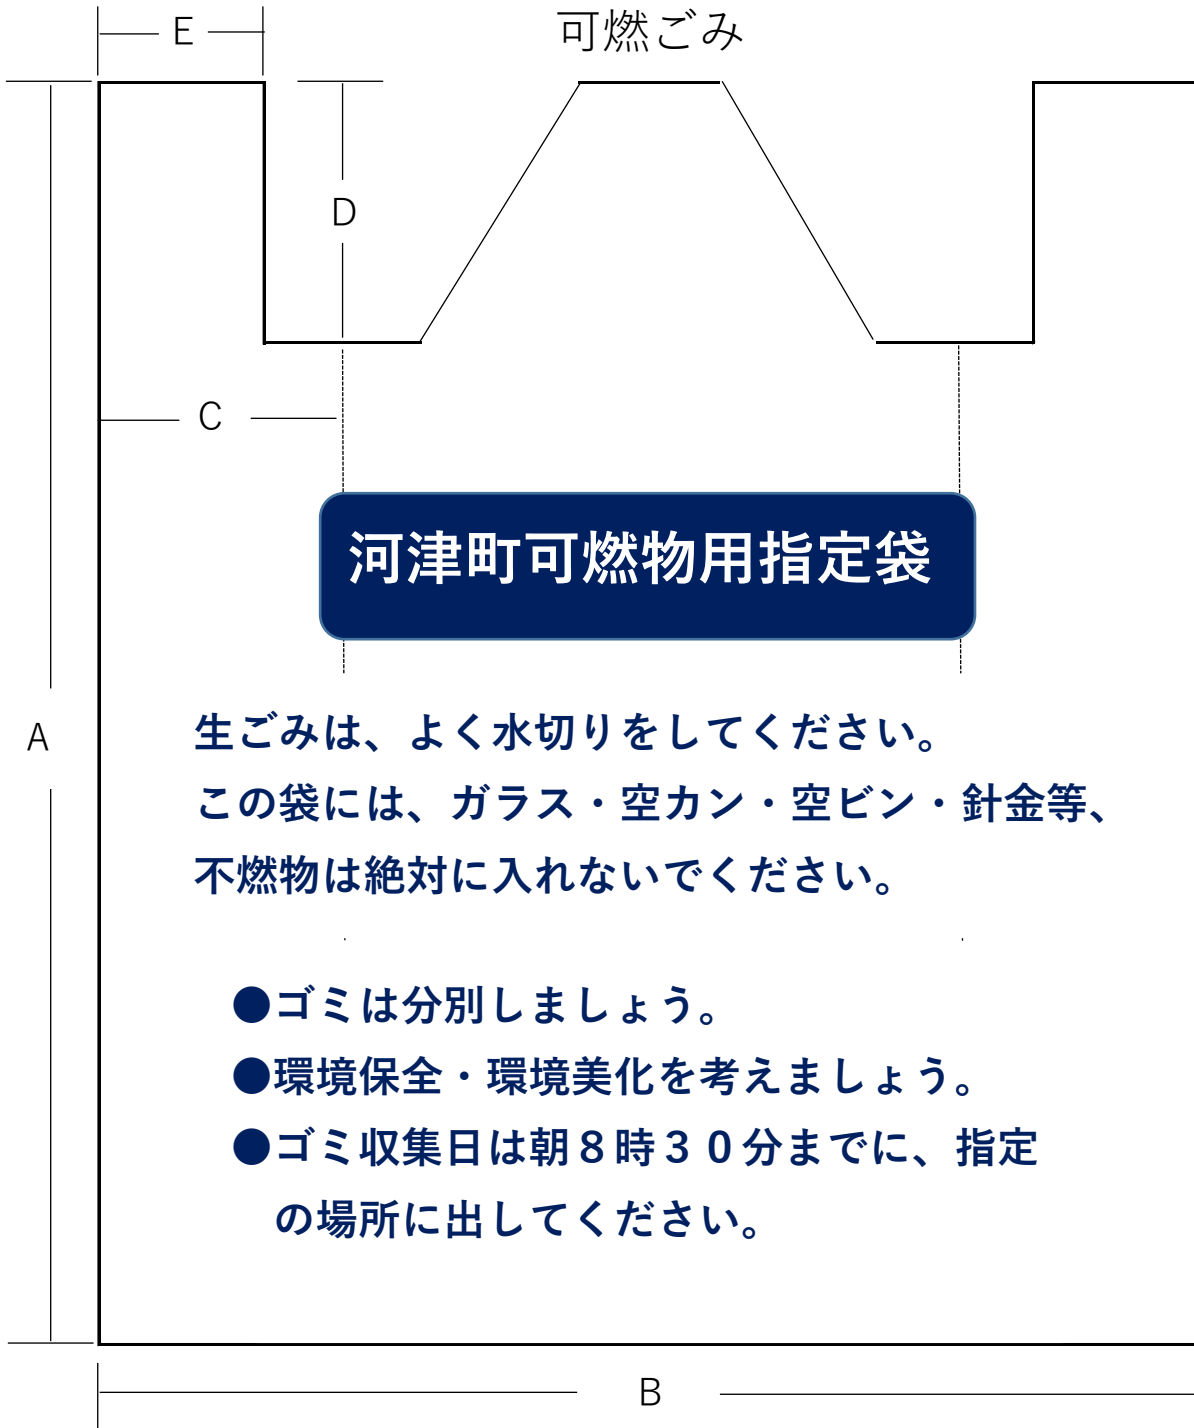 E
可燃ごみ
D
C
河津町可燃物用指定袋
A
生ごみは、よく水切りをしてください。
この袋には、ガラス・空カン・空ビン・針金等、
不燃物は絶対に入れないでください。
●ゴミは分別しましょう。
●環境保全・環境美化を考えましょう。
●ゴミ収集日は朝８時３０分までに、指定
の場所に出してください。
B